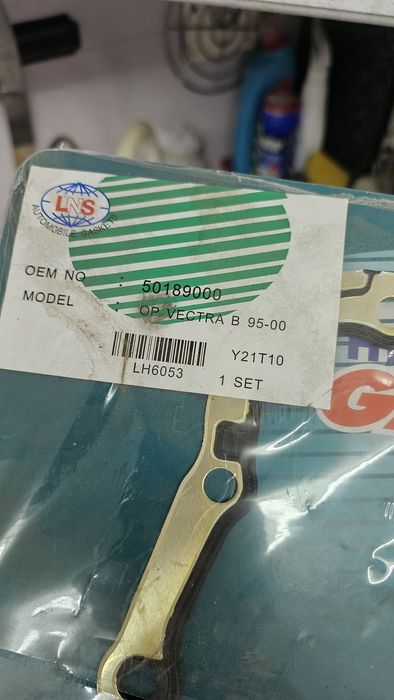 LNS
AUTOMOBILE GASKETS
OEM NO : 50189000
MODEL : OP VECTRA B 95-00
LH6053
Y21T10
1 SET